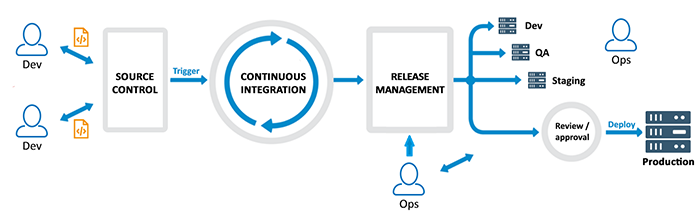 Dev
</>
Dev
</>
SOURCE
CONTROL
Trigger
CONTINUOUS
INTEGRATION
RELEASE
MANAGEMENT
Ops
Dev
QA
Staging
Review /
approval
Deploy
Production
Ops